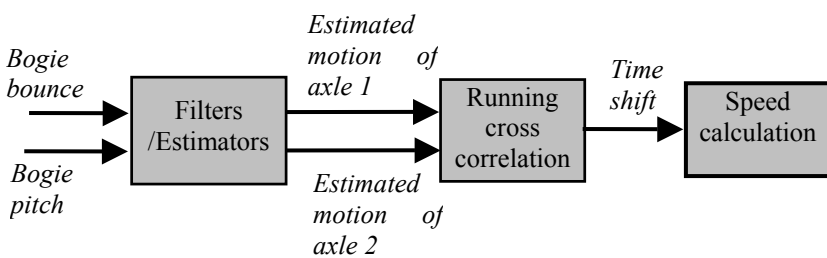 Bogie
bounce
Bogie
pitch
Filters
/Estimators
Estimated
motion of
axle 1
Estimated
motion of
axle 2
Running
cross
correlation
Time
shift
Speed
calculation